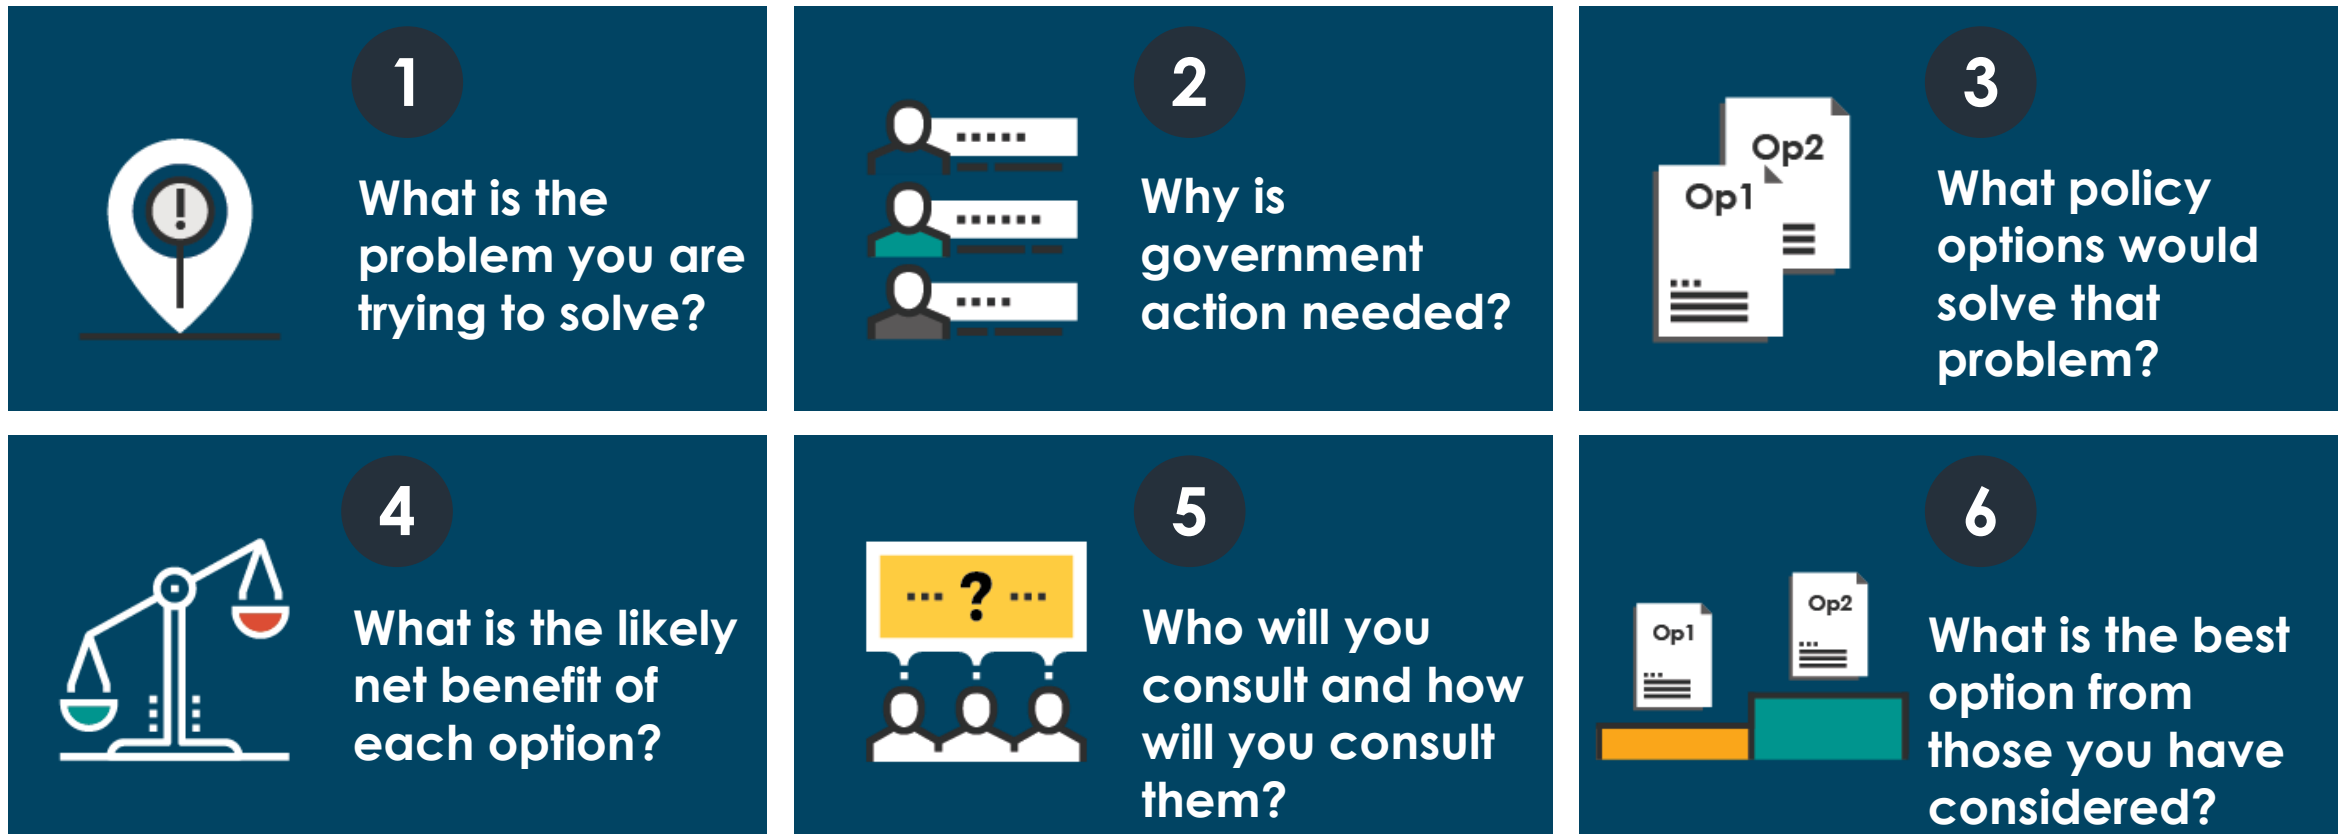 1
What is the
problem you are
trying to solve?
2
Why is
government
action needed?
3
Op2
Op1
What policy
options would
solve that
problem?
4
What is the likely
net benefit of
each option?
5
?
Who will you
consult and how
will you consult
them?
6
Op1
Op2
What is the best
option from
those you have
considered?